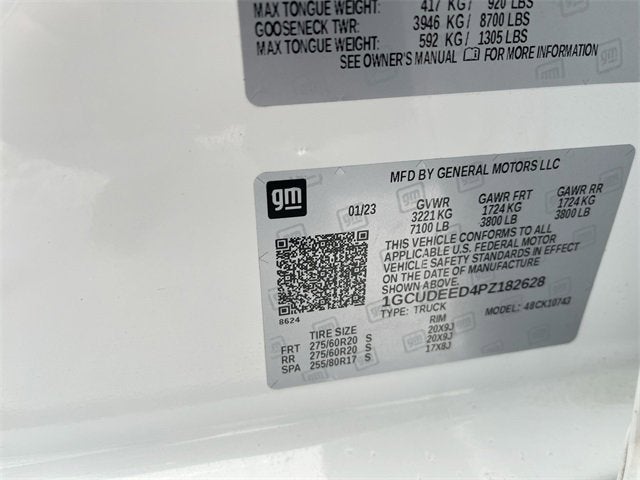 MAX TONGUE WEIGHT: 417 KG/ 920 LBS
GOOSENECK TWR: 3946 KG/ 8700 LBS
MAX TONGUE WEIGHT: 592 KG/ 1305 LBS
SEE OWNER'S MANUAL FOR MORE INFORMATION
gm
MFD BY GENERAL MOTORS LLC
01/23 GVWR GAWR FRT GAWR RR
3221 KG 1724 KG 1724 KG
7100 LB 3800 LB 3800 LB
THIS VEHICLE CONFORMS TO ALL
APPLICABLE U.S. FEDERAL MOTOR
VEHICLE SAFETY STANDARDS IN EFFECT
ON THE DATE OF MANUFACTURE
SHOWN ABOVE.
1GCUDEED4PZ182628
TYPE: TRUCK MODEL: 4BCK10743
8624
TIRE SIZE RIM
FRT 275/60R20 S 20X9J
RR 275/60R20 S 20X9J
SPA 255/80R17 S 17X8J